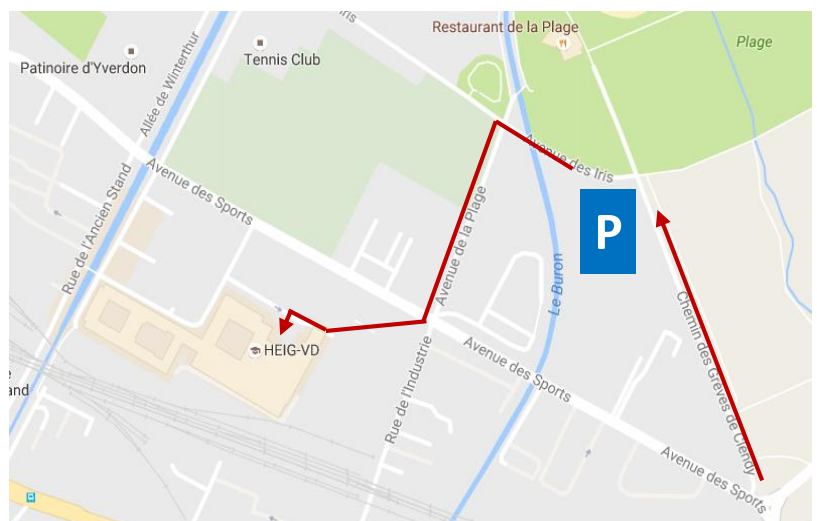 Iris
Restaurant de la Plage
Plage
Patinoire d'Yverdon
Tennis Club
Allée de Winterthur
Avenue des Iris
Avenue des Sports
Rue de l'Ancien Stand
Avenue de la Plage
P
Le Buron
Chemin des Grèves de Clendy
HEIG-VD
Avenue des Sports
Rue de l'Industrie
and
Avenue des Sports